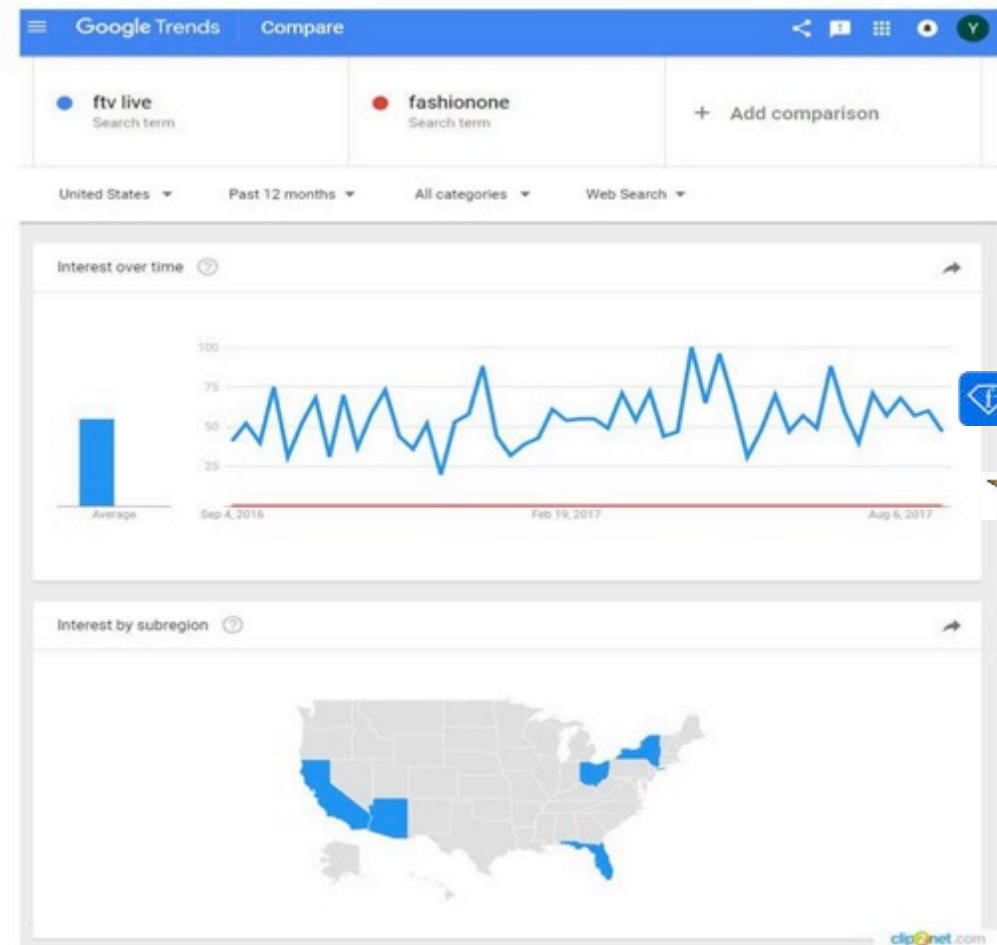 Google Trends Compare Y
ftv live
Search term
fashionone
Search term
+ Add comparison
United States Past 12 months All categories Web Search
Interest over time ?
100
75
50
25
Average
Sep 4, 2016 Feb 19, 2017 Aug 6, 2017
f
Interest by subregion ?
clip2net.com